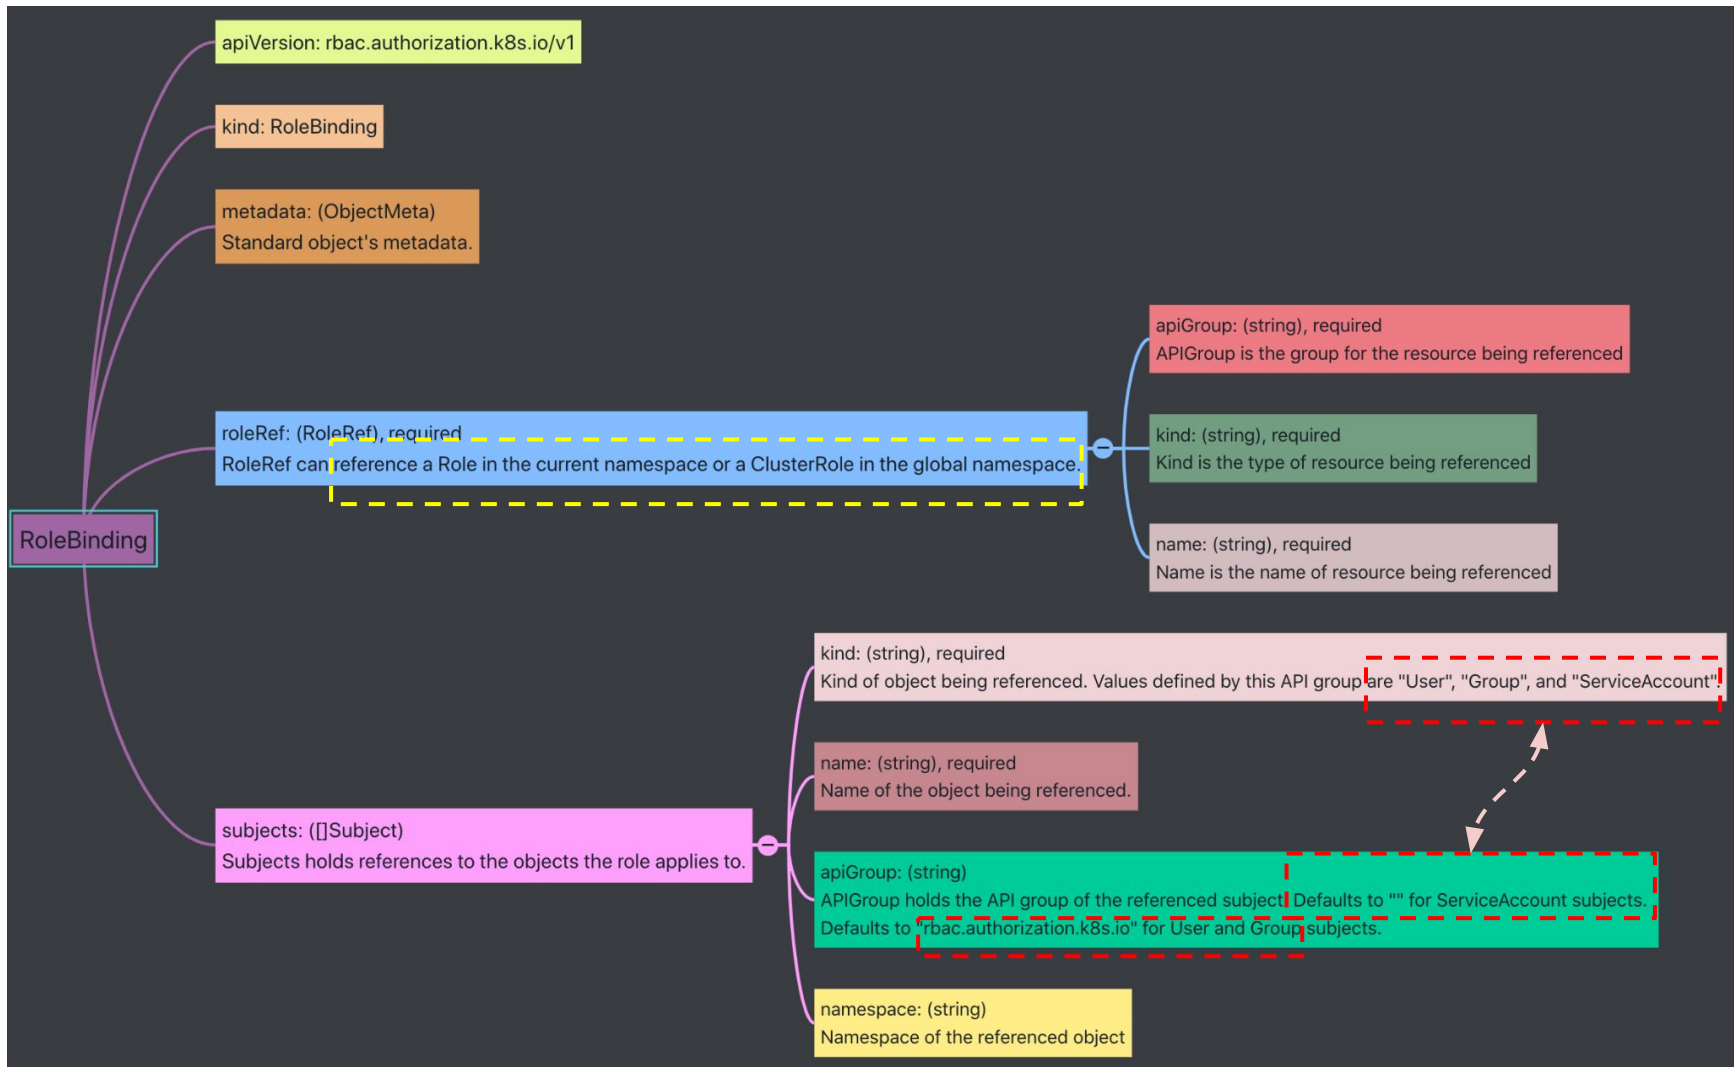 apiVersion: rbac.authorization.k8s.io/v1
kind: RoleBinding
metadata: (ObjectMeta)
Standard object's metadata.
roleRef: (RoleRef), required
RoleRef can reference a Role in the current namespace or a ClusterRole in the global namespace.
apiGroup: (string), required
APIGroup is the group for the resource being referenced
kind: (string), required
Kind is the type of resource being referenced
name: (string), required
Name is the name of resource being referenced
RoleBinding
subjects: ([]Subject)
Subjects holds references to the objects the role applies to.
kind: (string), required
Kind of object being referenced. Values defined by this API group are "User", "Group", and "ServiceAccount".
name: (string), required
Name of the object being referenced.
apiGroup: (string)
APIGroup holds the API group of the referenced subject. Defaults to "" for ServiceAccount subjects.
Defaults to "rbac.authorization.k8s.io" for User and Group subjects.
namespace: (string)
Namespace of the referenced object